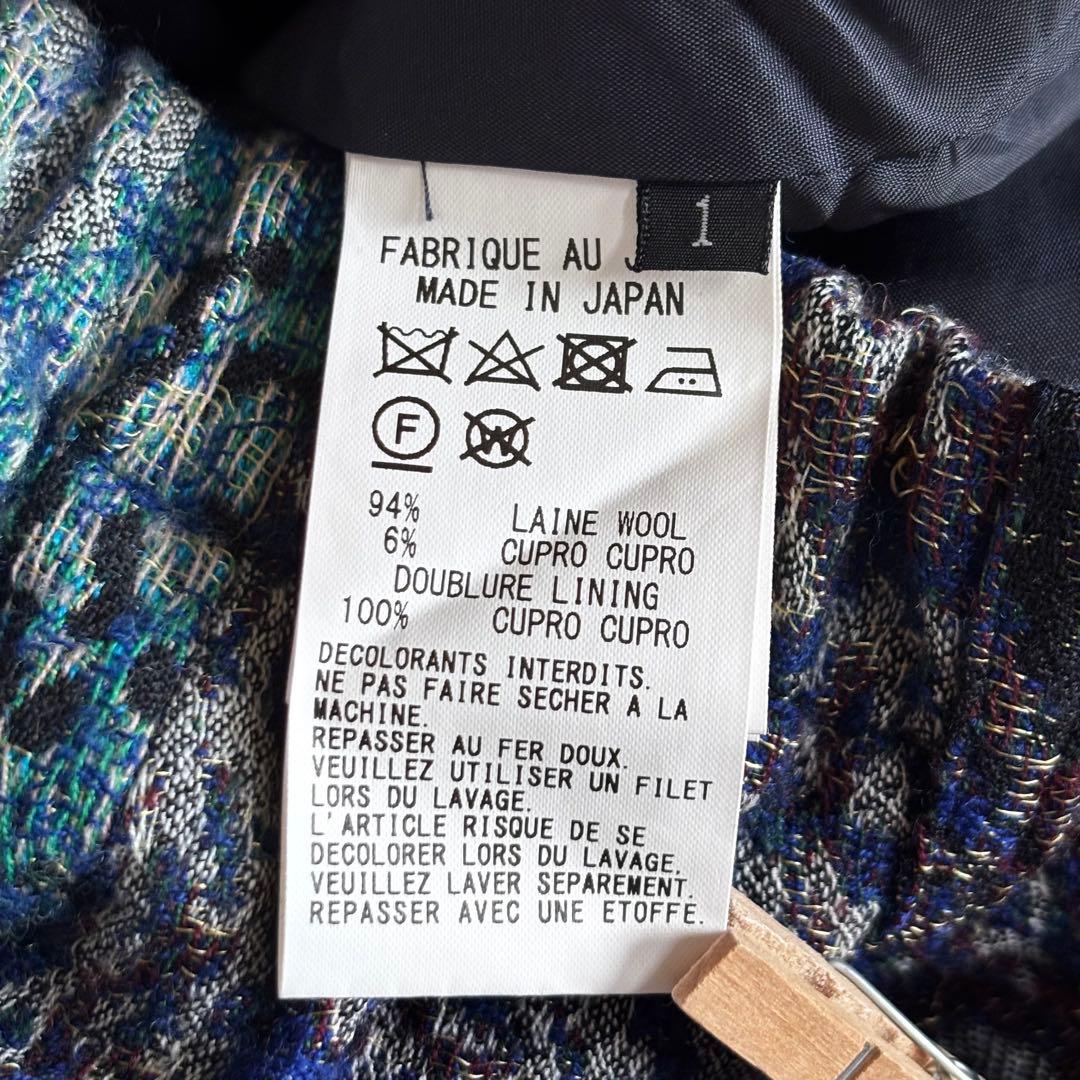 1
FABRIQUE AU J
MADE IN JAPAN
F
W
94% LAINE WOOL
6% CUPRO CUPRO
DOUBLURE LINING
100% CUPRO CUPRO
DECOLORANTS INTERDITS.
NE PAS FAIRE SECHER A LA
MACHINE.
REPASSER AU FER DOUX.
VEUILLEZ UTILISER UN FILET
LORS DU LAVAGE.
L'ARTICLE RISQUE DE SE
DECOLORER LORS DU LAVAGE.
VEUILLEZ LAVER SEPAREMENT.
REPASSER AVEC UNE ETOFFE.